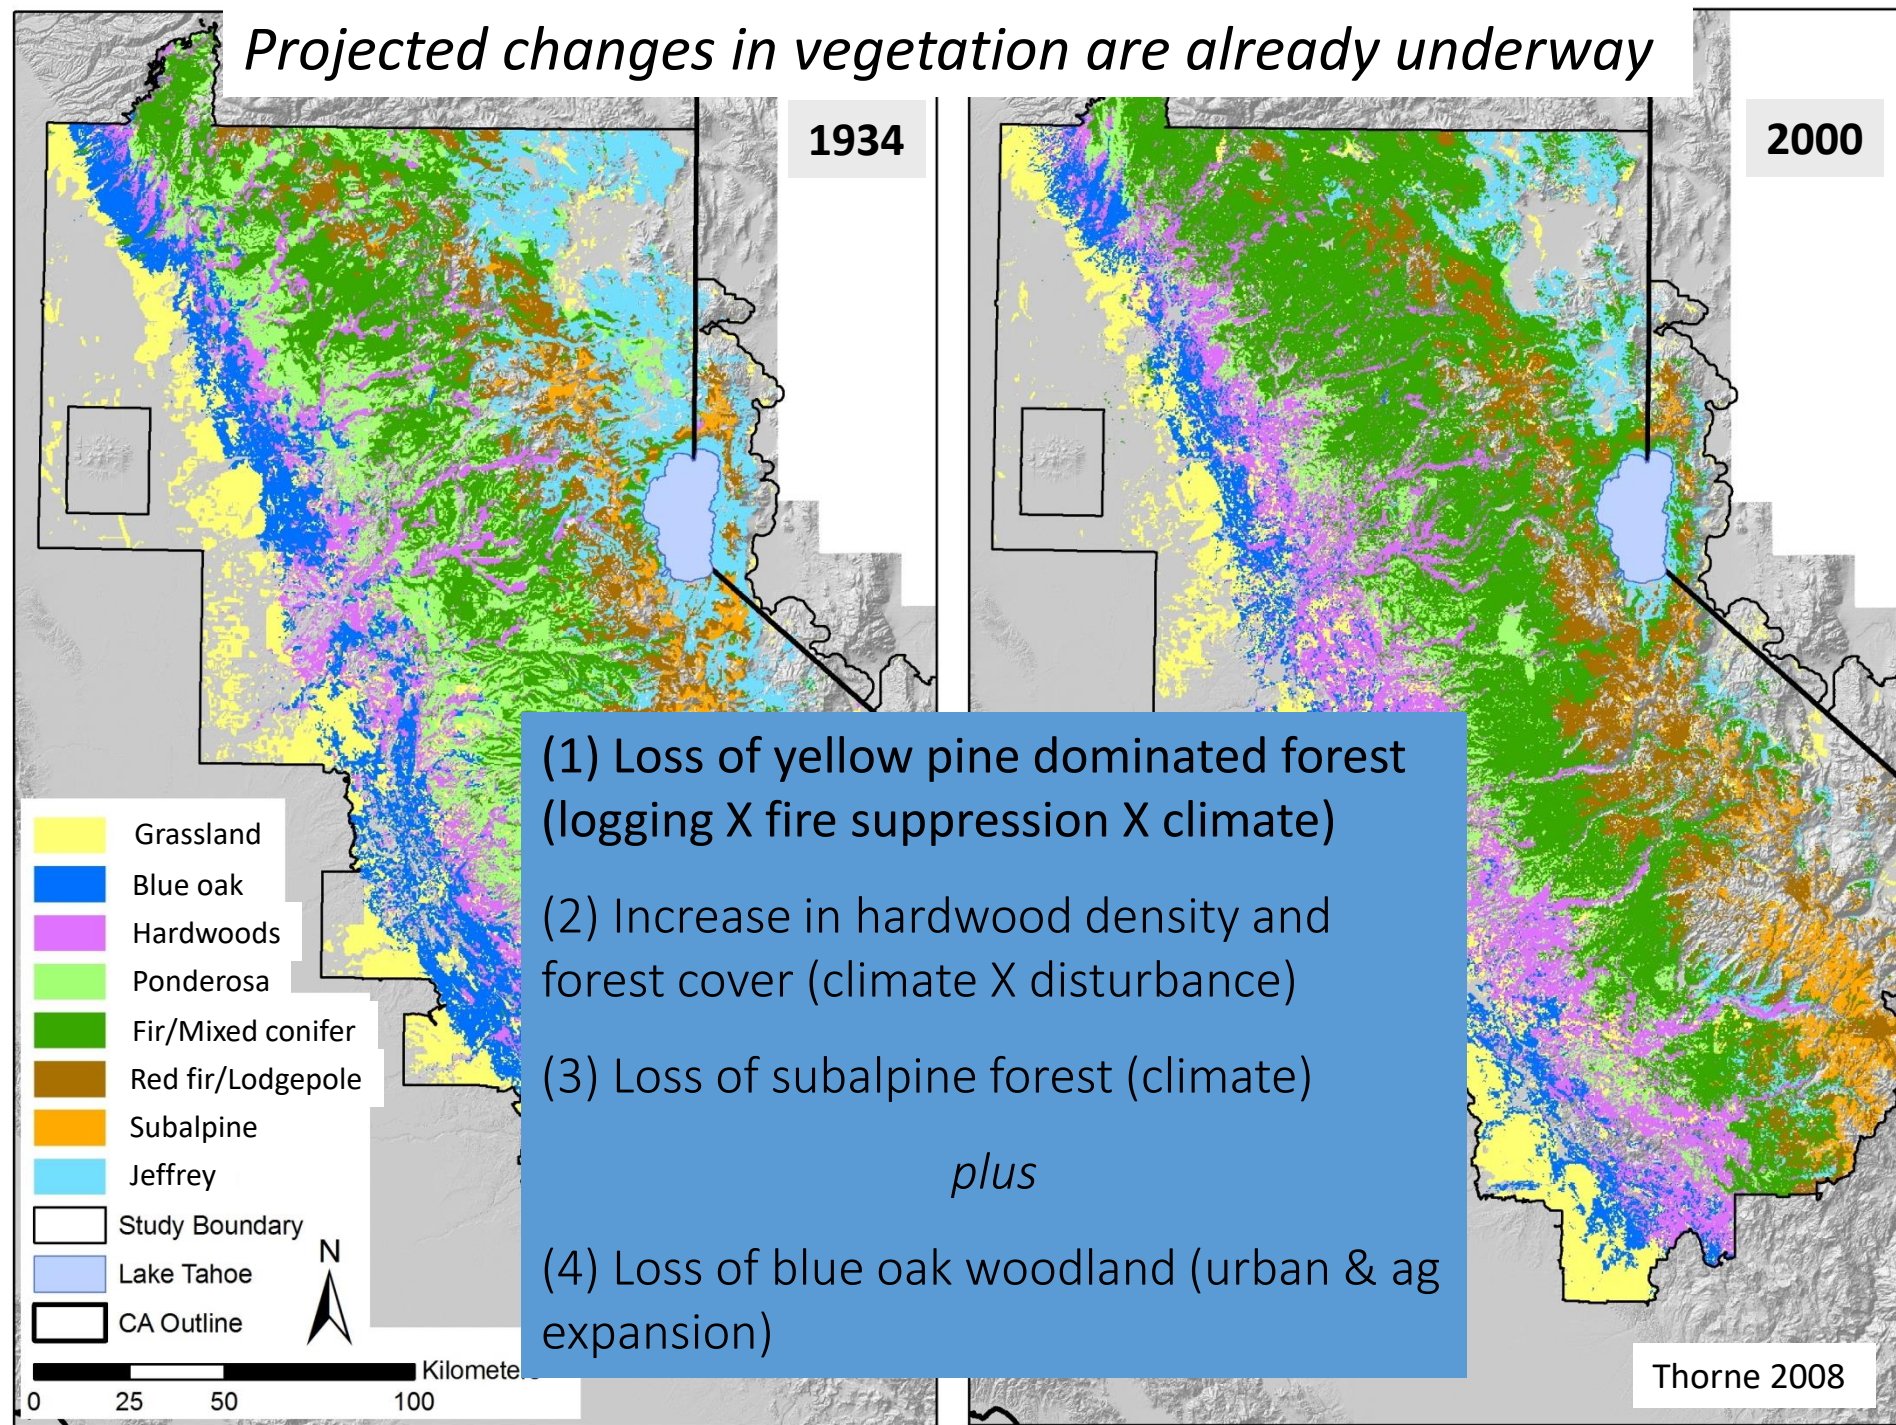 Projected changes in vegetation are already underway
1934
2000
(1) Loss of yellow pine dominated forest
(logging X fire suppression X climate)
(2) Increase in hardwood density and
forest cover (climate X disturbance)
(3) Loss of subalpine forest (climate)
plus
(4) Loss of blue oak woodland (urban & ag
expansion)
Grassland
Blue oak
Hardwoods
Ponderosa
Fir/Mixed conifer
Red fir/Lodgepole
Subalpine
Jeffrey
Study Boundary
Lake Tahoe
CA Outline
N
0 25 50 100
Thorne 2008